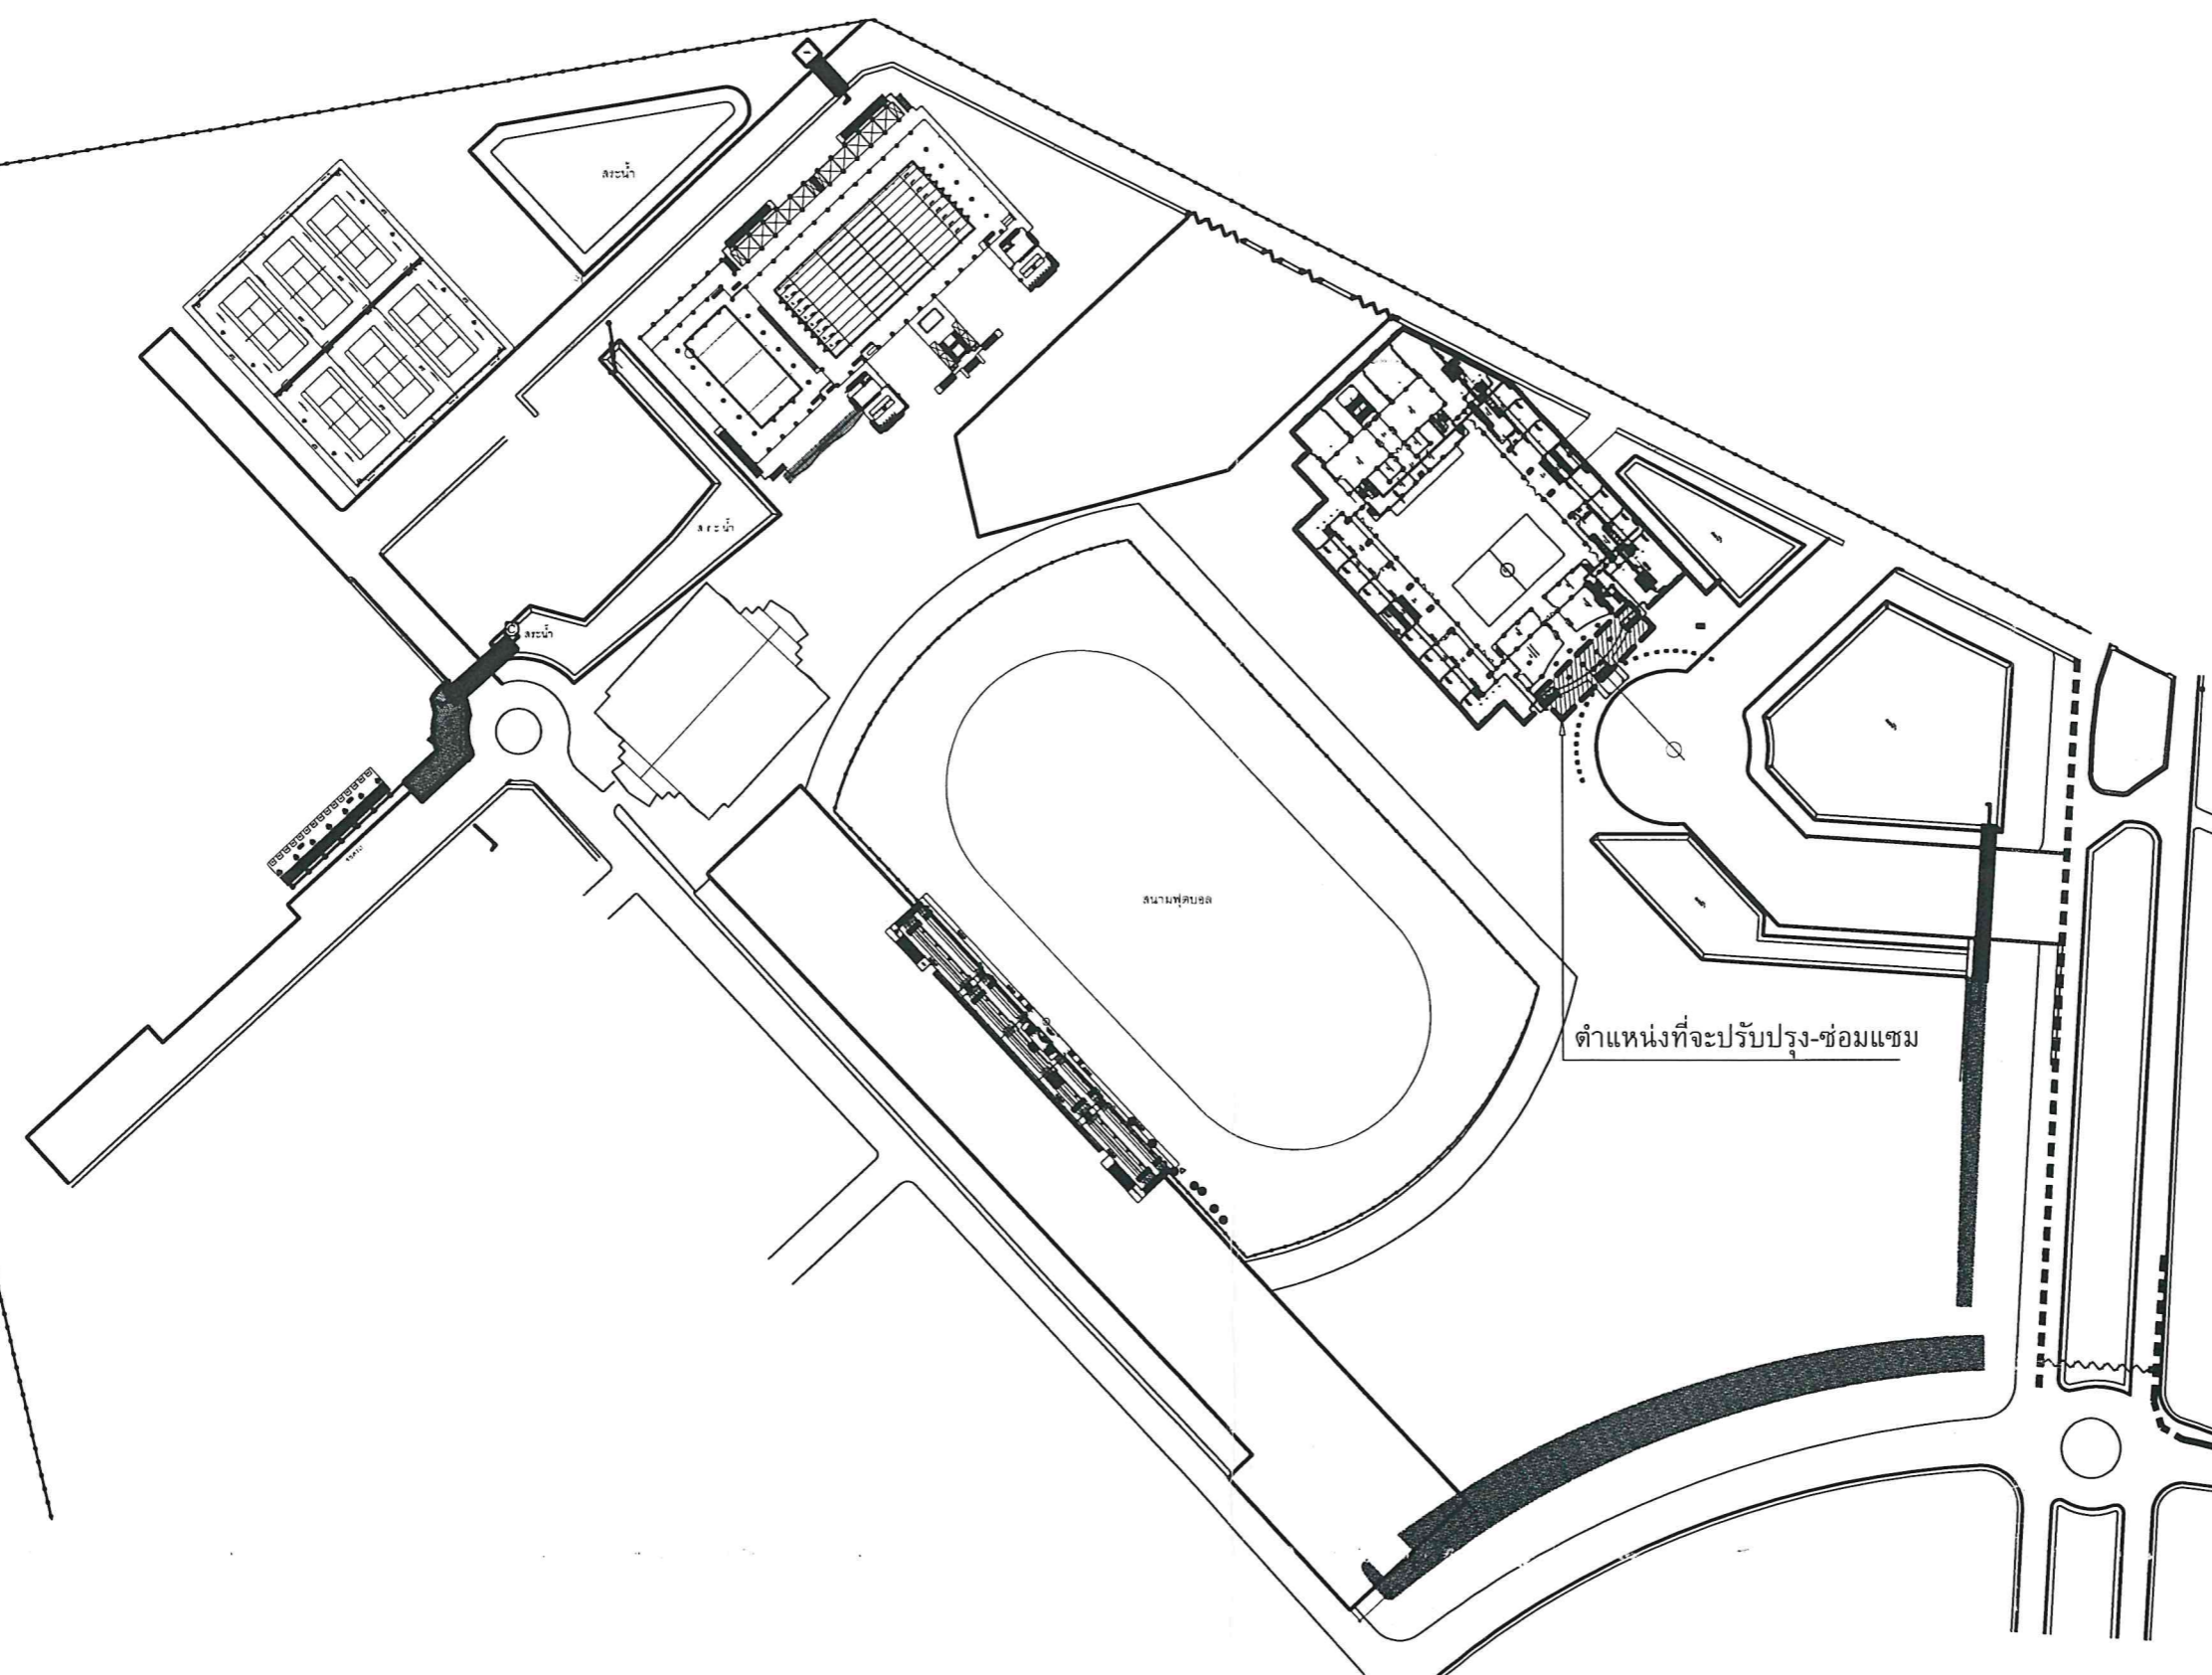 สระน้ำ
สระน้ำ
สระน้ำ
สนามฟุตบอล
ตำแหน่งที่จะปรับปรุง-ซ่อมแซม